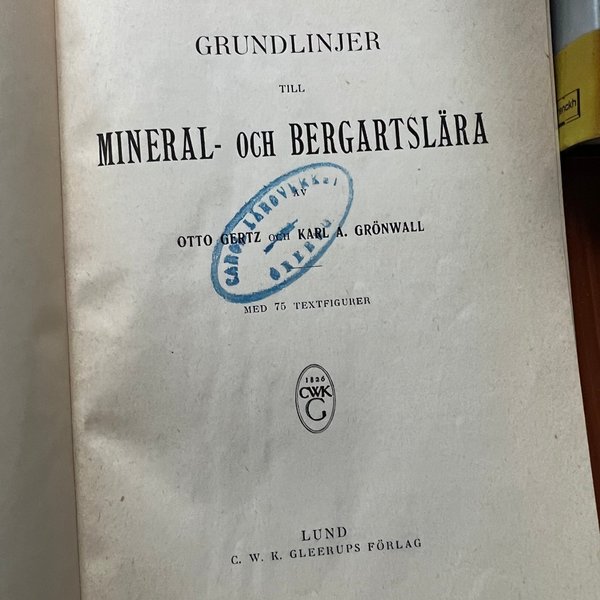 GRUNDLINJER
TILL
MINERAL- OCH BERGARTSLÄRA
AV
OTTO GERTZ OCH KARL A. GRÖNWALL
MED 75 TEXTFIGURER
1826
CWK
G
LUND
C. W. K. GLEERUPS FÖRLAG